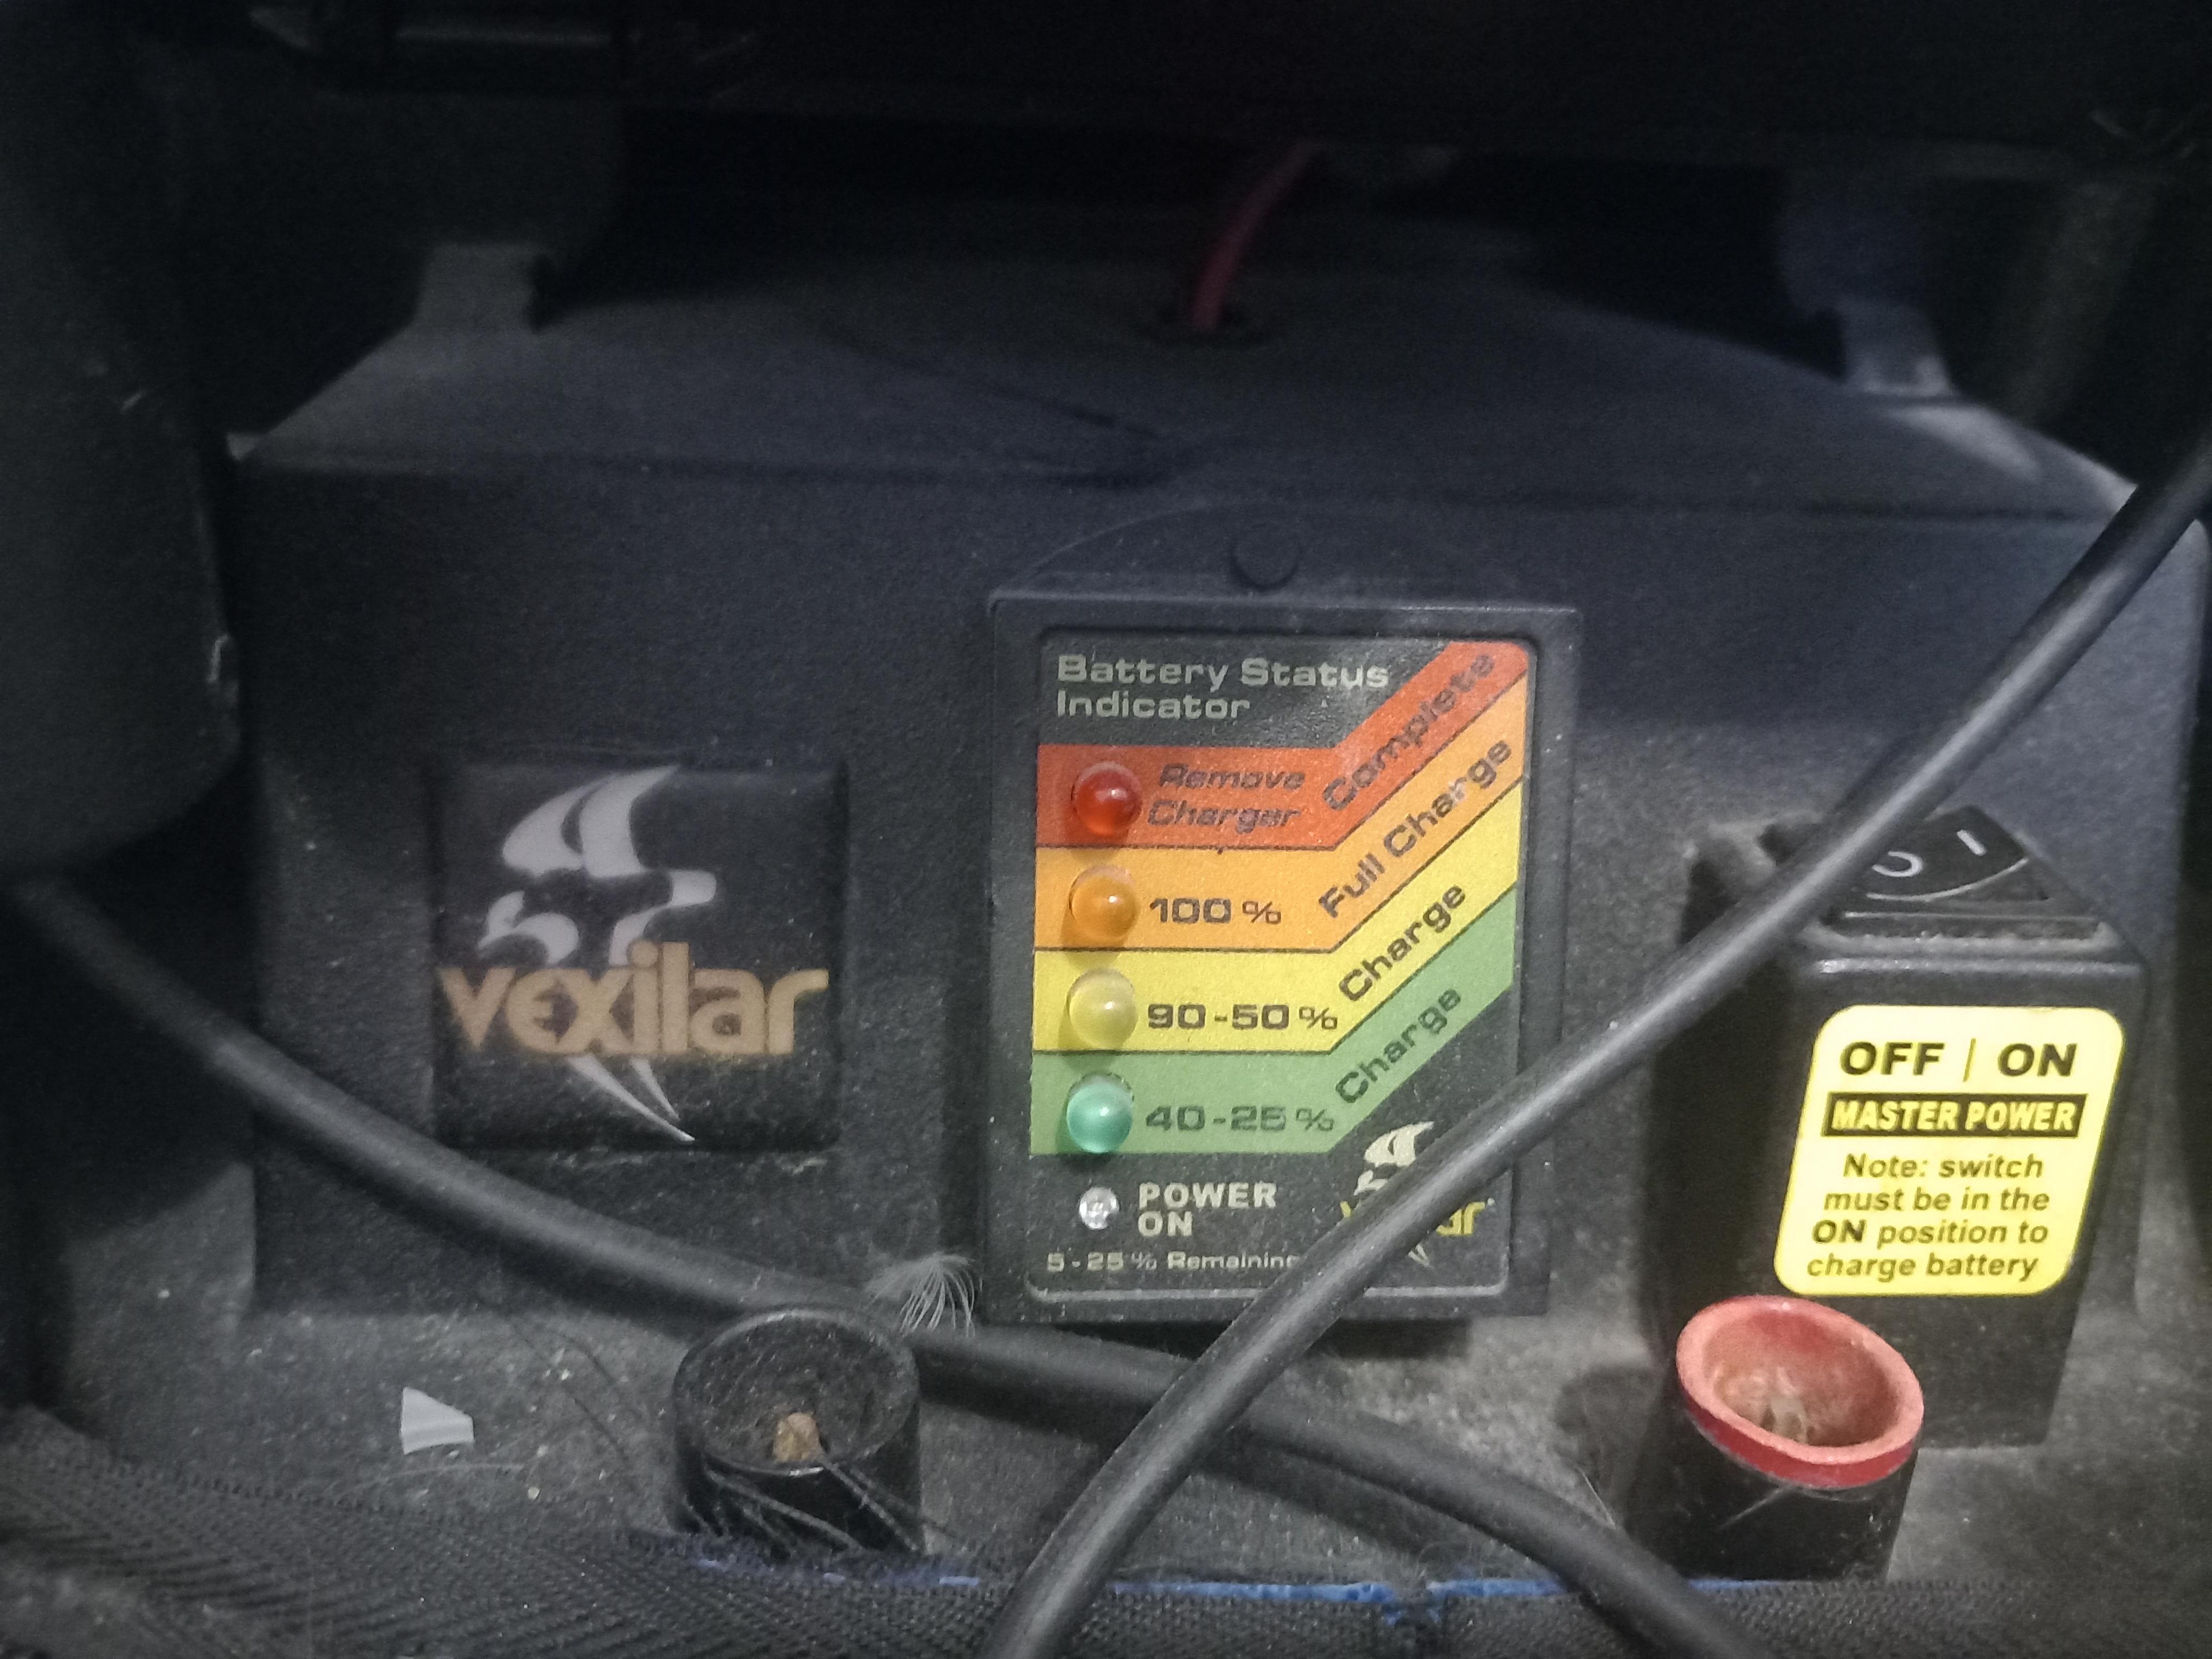 Battery Status
Indicator
Remove
Charger
Complete
100%
Full Charge
90-50%
Charge
40-25%
Charge
POWER
ON
5-25% Remaining
vexilar
O I
OFF | ON
MASTER POWER
Note: switch
must be in the
ON position to
charge battery